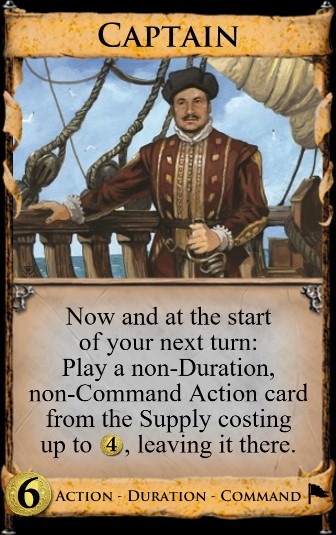 CAPTAIN
Now and at the start
of your next turn:
Play a non-Duration,
non-Command Action card
from the Supply costing
up to 4, leaving it there.
6 ACTION - DURATION - COMMAND